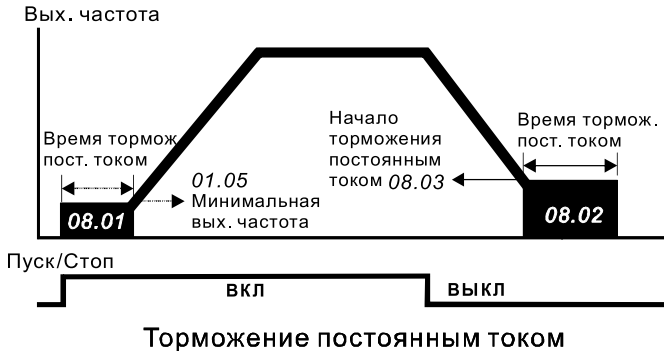 Вых. частота
Время тормож.
пост. током
01.05
Минимальная
вых. частота
08.01
Начало
торможения
постоянным
током 08.03
Время тормож.
пост. током
08.02
Пуск/Стоп
ВКЛ
ВЫКЛ
Торможение постоянным током